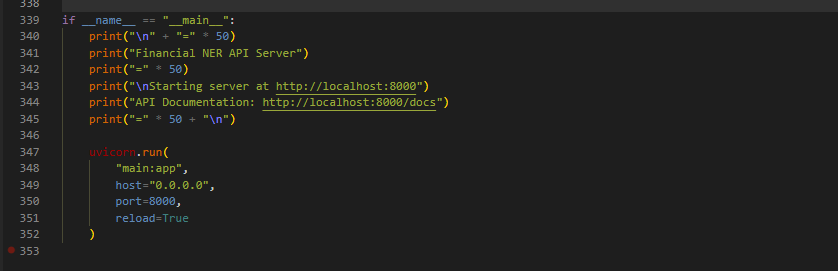 338
339 if __name__ == "__main__":
340 print("\n" + "=" * 50)
341 print("Financial NER API Server")
342 print("=" * 50)
343 print("\nStarting server at http://localhost:8000")
344 print("API Documentation: http://localhost:8000/docs")
345 print("=" * 50 + "\n")
346
347 uvicorn.run(
348 "main:app",
349 host="0.0.0.0",
350 port=8000,
351 reload=True
352 )
353